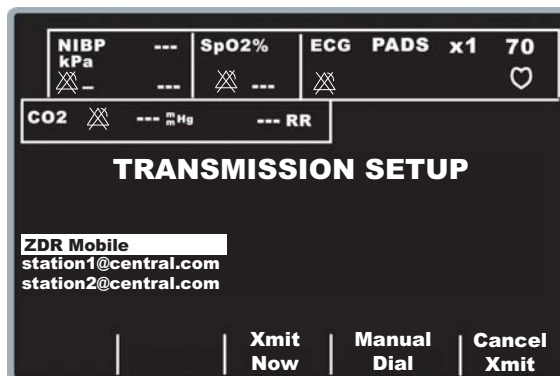 NIBP --- SpO2% ECG PADS x1 70
kPa
– --- ---
CO2 --- mmHg --- RR
TRANSMISSION SETUP
ZDR Mobile
station1@central.com
station2@central.com
Xmit Now Manual Dial Cancel Xmit